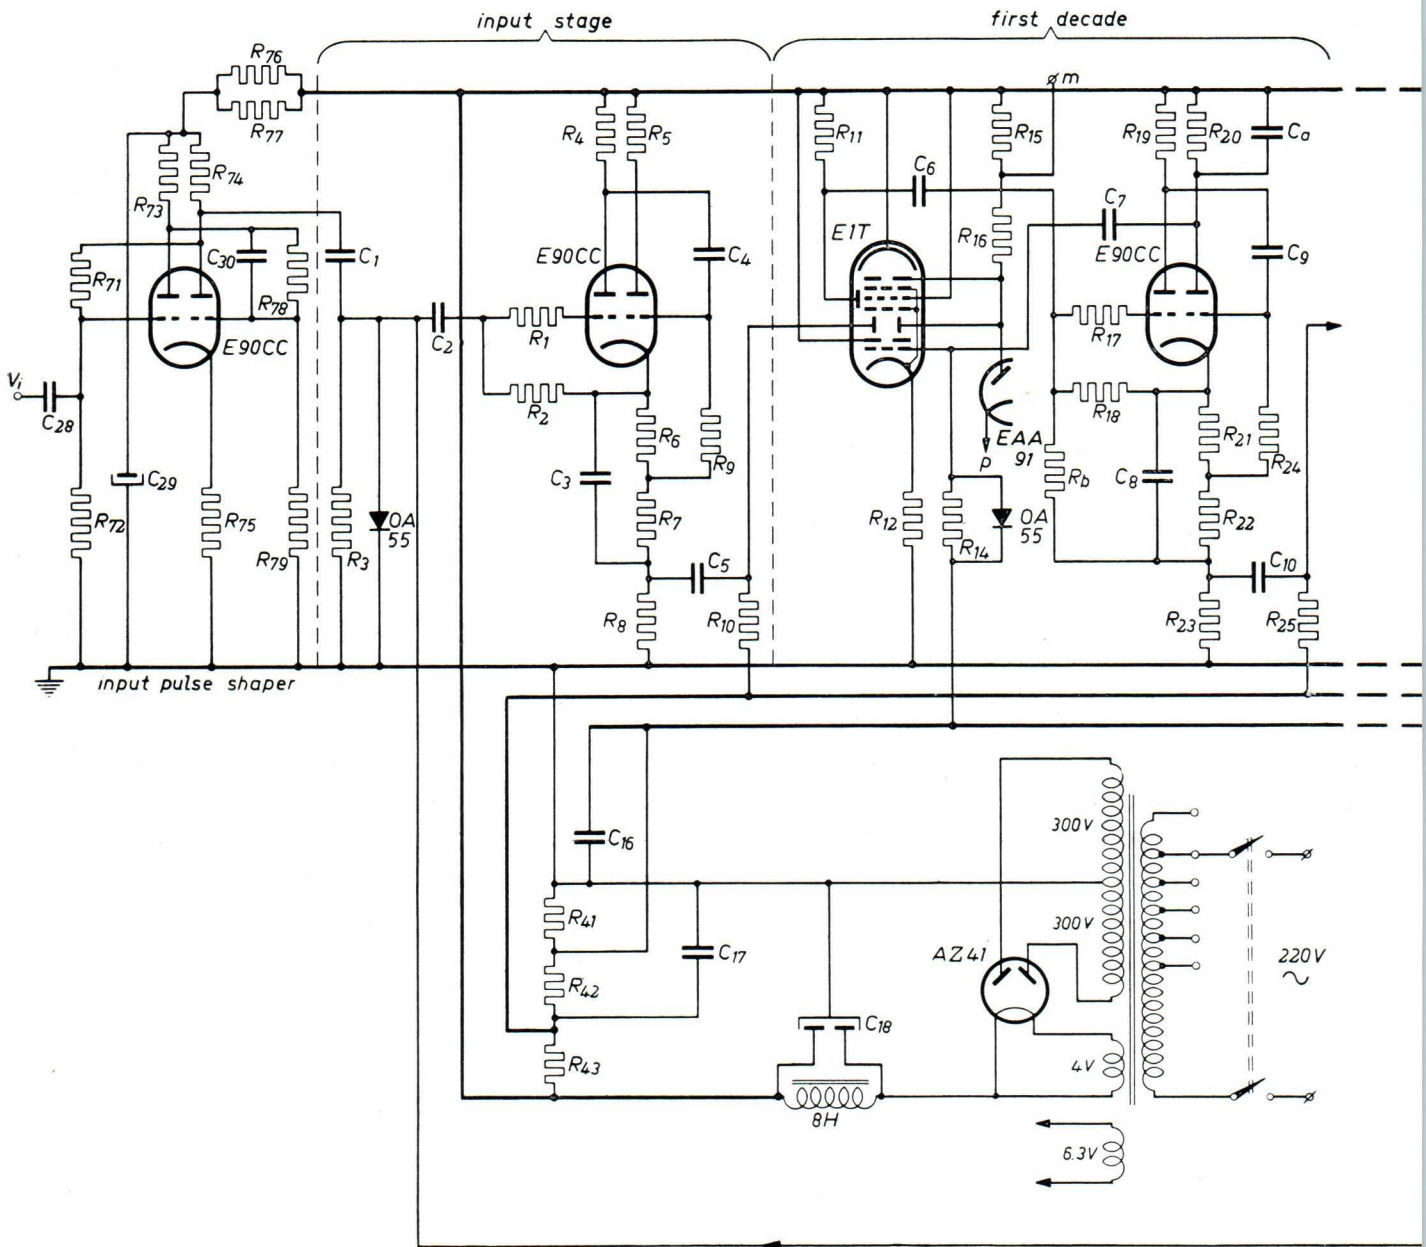 input stage
first decade
R76
R77
R4
R5
R11
R15
m
R19
R20
Ca
R74
R73
C6
C7
C30
C1
E90CC
C4
E1T
R16
E90CC
C9
R71
R78
E90CC
C2
R1
R17
Vi
C28
R2
R18
EAA
91
p
C29
R6
R9
R21
R24
C3
Rb
C8
R72
R75
R79
R3
OA
55
R7
R12
R14
OA
55
R22
C5
C10
R8
R10
R23
R25
input pulse shaper
300V
C16
R41
300V
C17
AZ41
220V
R42
C18
R43
4V
8H
6.3V